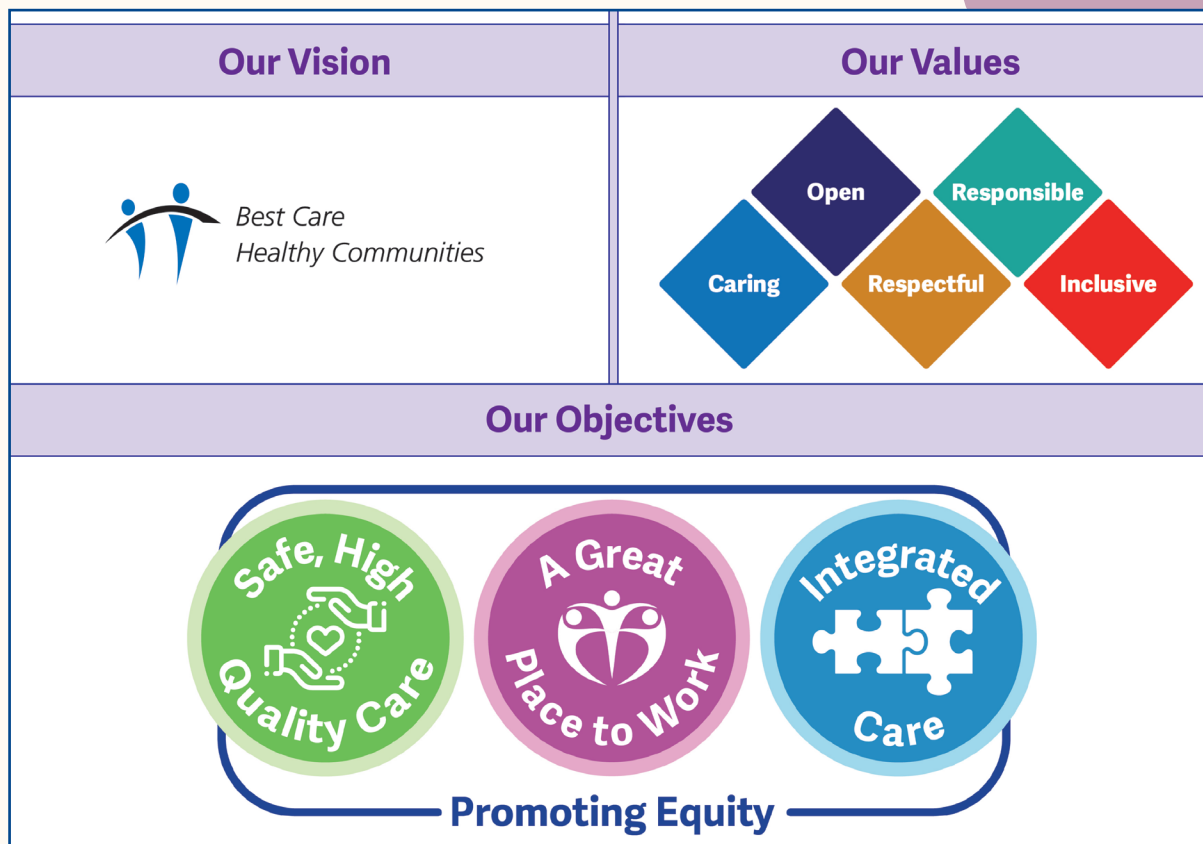 Our Vision
Best Care
Healthy Communities
Our Values
Open
Responsible
Caring
Respectful
Inclusive
Our Objectives
Safe, High
Quality Care
A Great
Place to Work
Integrated
Care
Promoting Equity